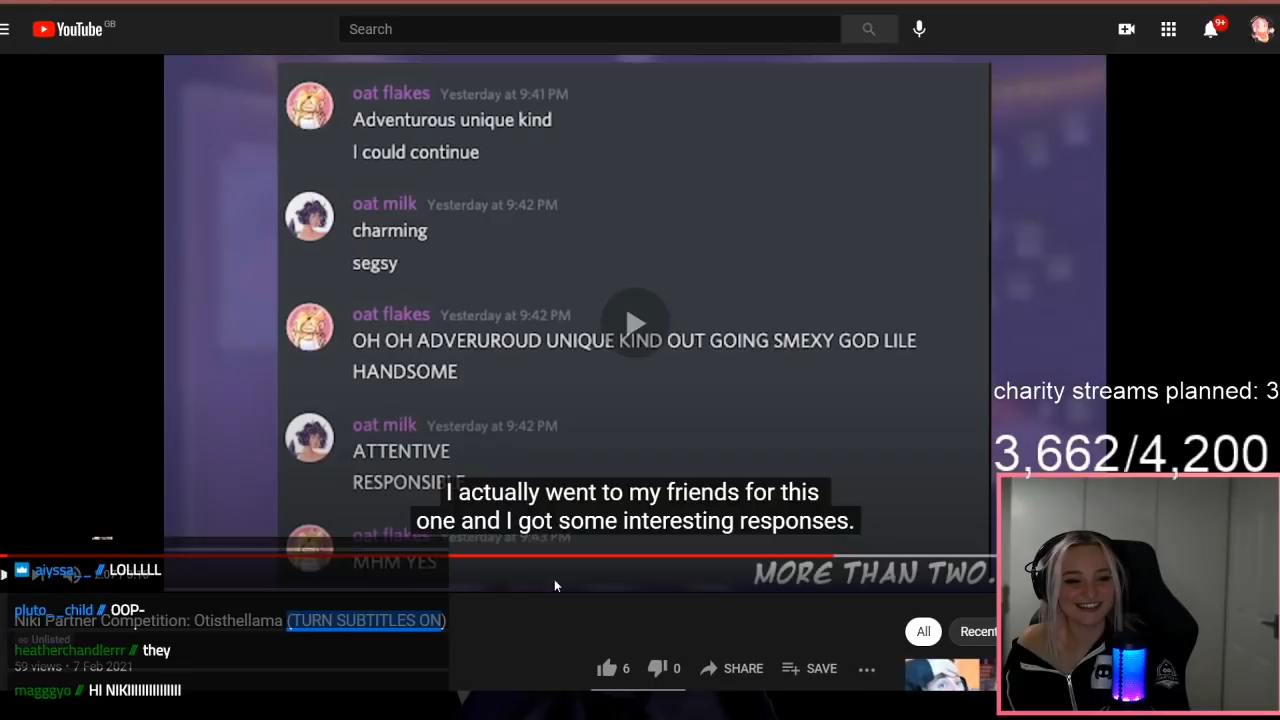 YouTube GB
Search
9+
oat flakes Yesterday at 9:41 PM
Adventurous unique kind
I could continue
oat milk Yesterday at 9:42 PM
charming
segsy
oat flakes Yesterday at 9:42 PM
OH OH ADVERUROUD UNIQUE KIND OUT GOING SMEXY GOD LILE
HANDSOME
oat milk Yesterday at 9:42 PM
ATTENTIVE
RESPONSIBLE
I actually went to my friends for this
one and I got some interesting responses.
oat flakes Yesterday at 9:43 PM
MHM YES
MORE THAN TWO.
charity streams planned: 3
3,662/4,200
aiyssa_ // LOLLLLL
pluto__child // OOP-
Niki Partner Competition: Otisthellama (TURN SUBTITLES ON)
Unlisted
heatherchandlerrr // they
59 views • 7 Feb 2021
magggyo // HI NIKIIIIIIIIIIIIII
6
0
SHARE
SAVE
All
Recent